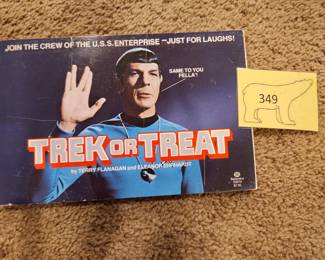 JOIN THE CREW OF THE U.S.S. ENTERPRISE—JUST FOR LAUGHS!
SAME TO YOU
FELLA!
349
TREK OR TREAT
by TERRY FLANAGAN and ELEANOR EHRHARDT